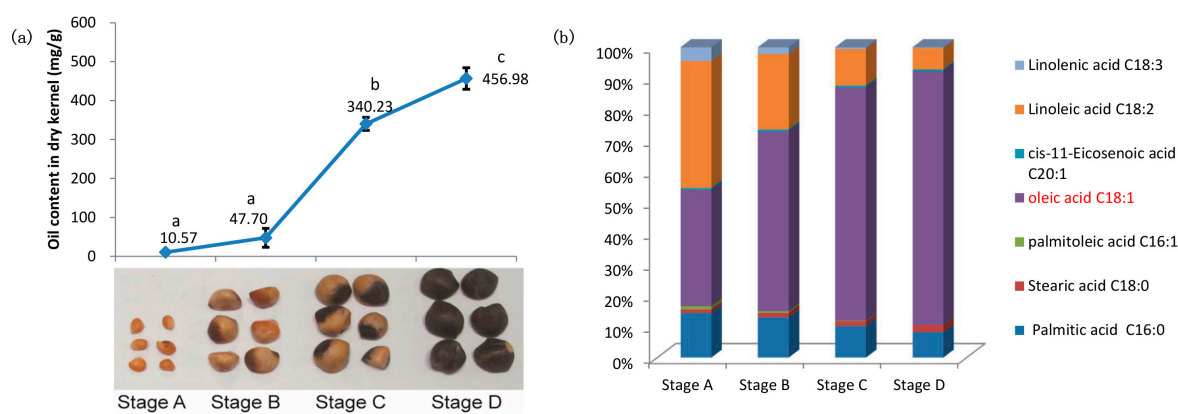 (a)
Oil content in dry kernel (mg/g)
600
500
400
300
200
100
0
a
10.57
a
47.70
b
340.23
c
456.98
Stage A Stage B Stage C Stage D
(b)
100%
90%
80%
70%
60%
50%
40%
30%
20%
10%
0%
Stage A Stage B Stage C Stage D
Linolenic acid C18:3
Linoleic acid C18:2
cis-11-Eicosenoic acid
C20:1
oleic acid C18:1
palmitoleic acid C16:1
Stearic acid C18:0
Palmitic acid C16:0